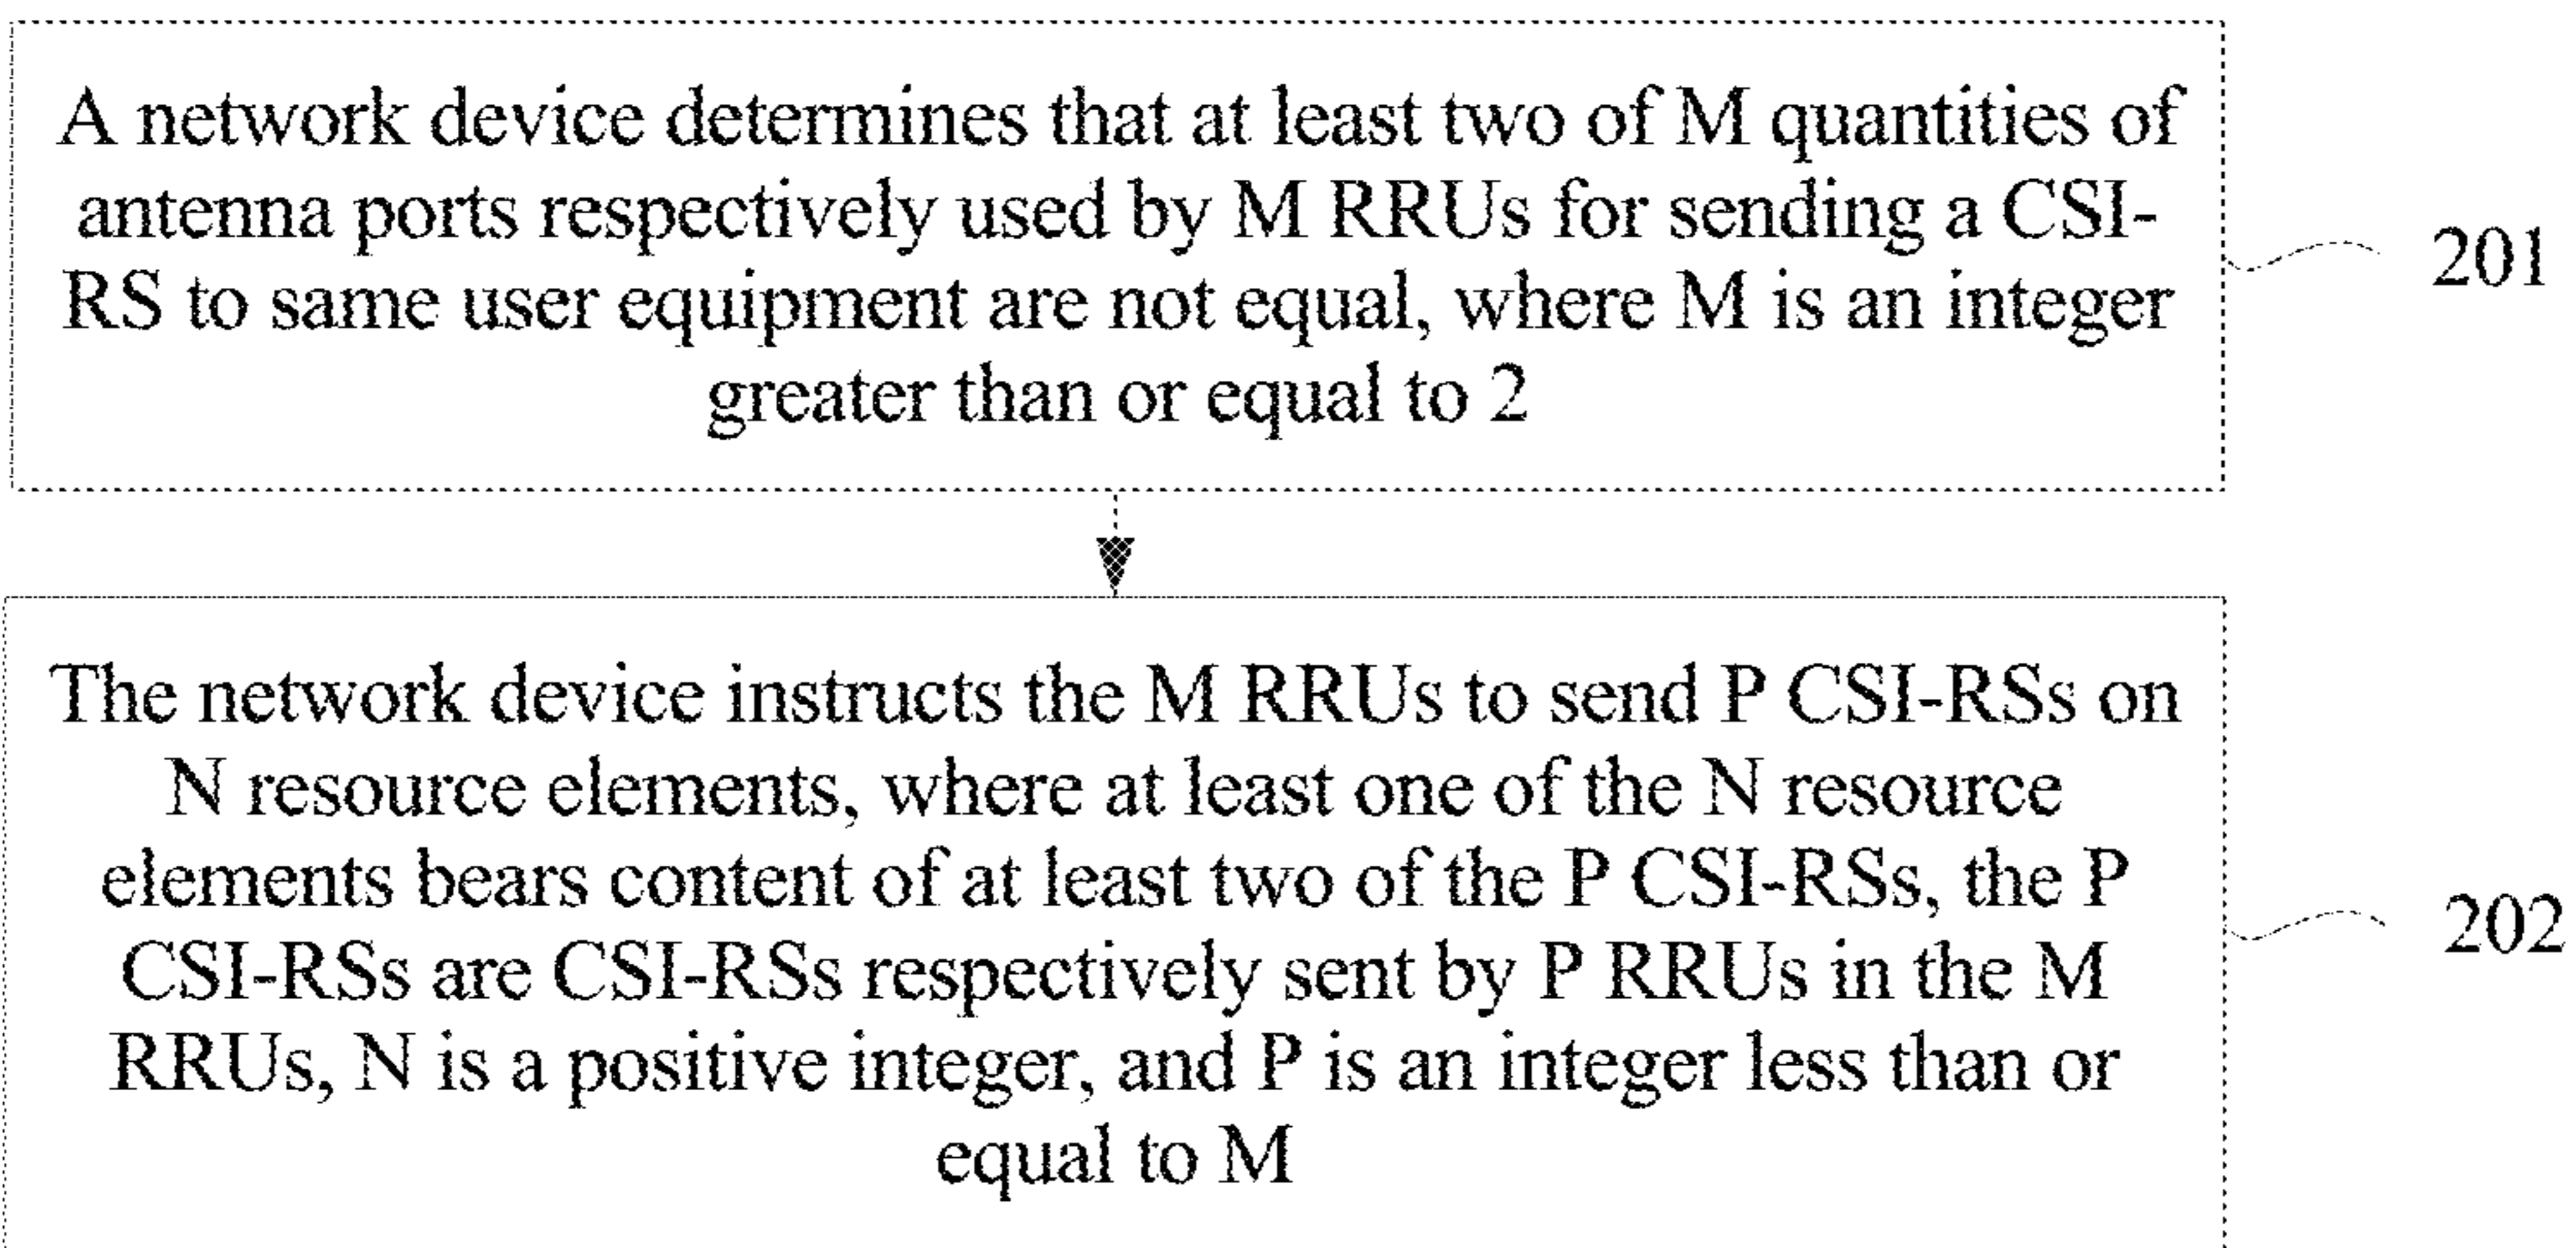 A network device determines that at least two of M quantities of
antenna ports respectively used by M RRUs for sending a CSI-
RS to same user equipment are not equal, where M is an integer
greater than or equal to 2
201
The network device instructs the M RRUs to send P CSI-RSs on
N resource elements, where at least one of the N resource
elements bears content of at least two of the P CSI-RSs, the P
CSI-RSs are CSI-RSs respectively sent by P RRUs in the M
RRUs, N is a positive integer, and P is an integer less than or
equal to M
202